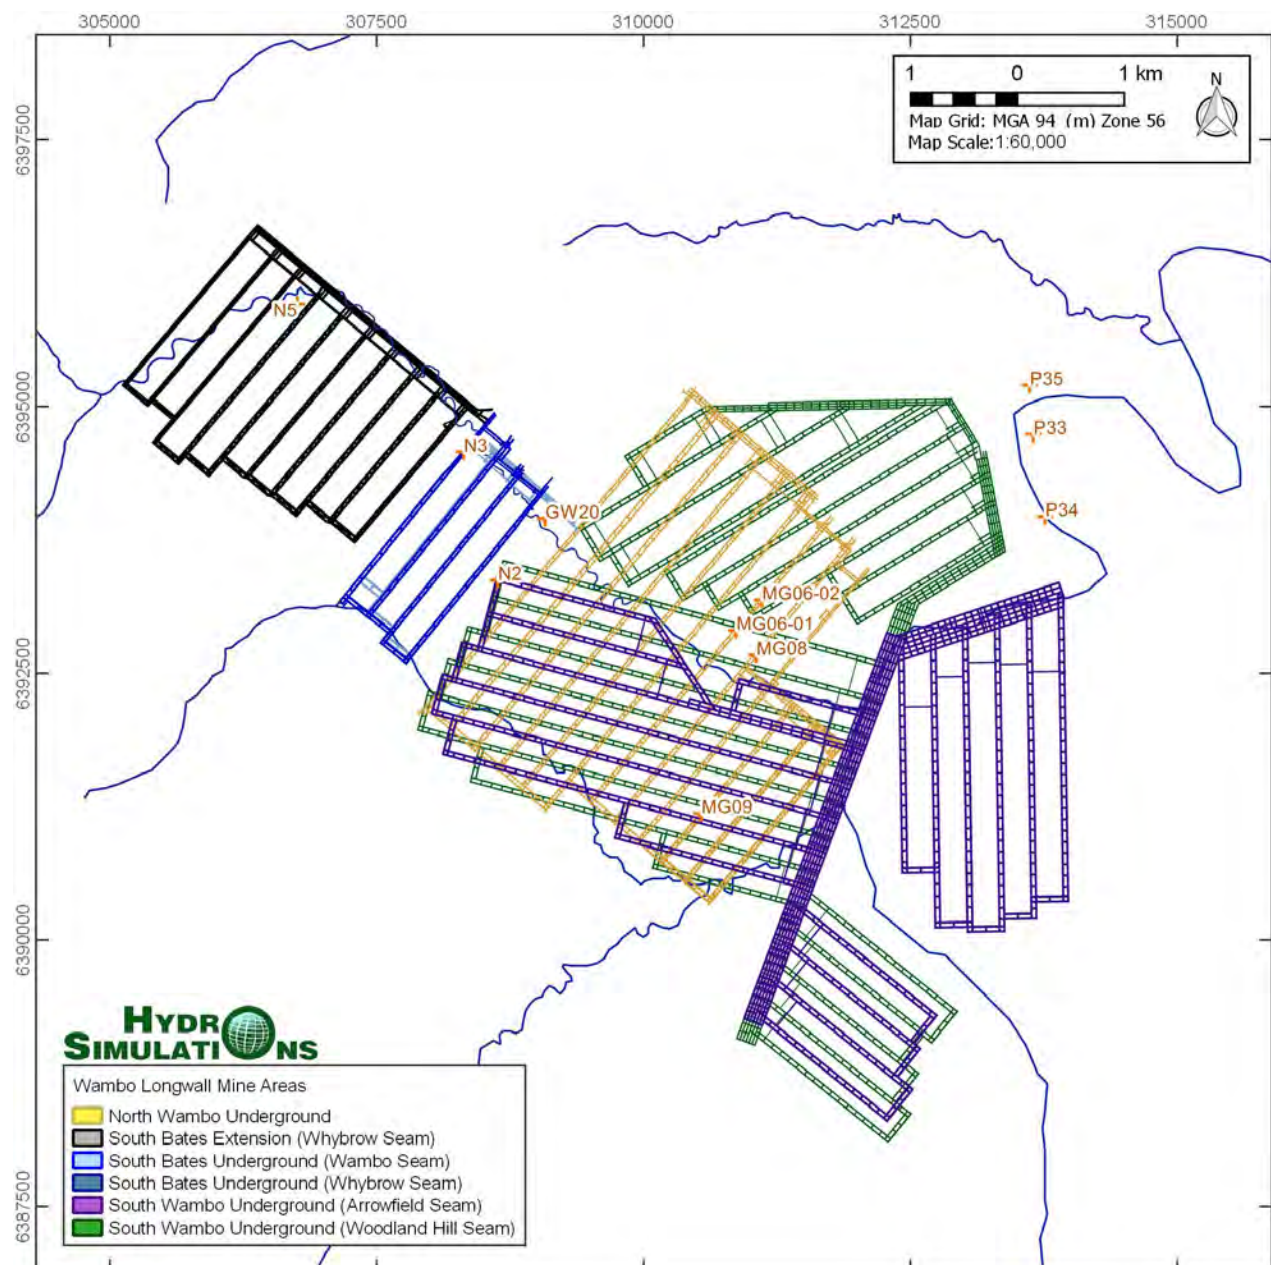 305000
307500
310000
312500
315000
1 0 1 km
N
Map Grid: MGA 94 (m) Zone 56
Map Scale:1:60,000
6397500
6395000
6392500
6390000
6387500
N5
P35
P33
N3
P34
GW20
N2
MG06-02
MG06-01
MG08
MG09
HYDRO
SIMULATIONS
Wambo Longwall Mine Areas
North Wambo Underground
South Bates Extension (Whybrow Seam)
South Bates Underground (Wambo Seam)
South Bates Underground (Whybrow Seam)
South Wambo Underground (Arrowfield Seam)
South Wambo Underground (Woodland Hill Seam)